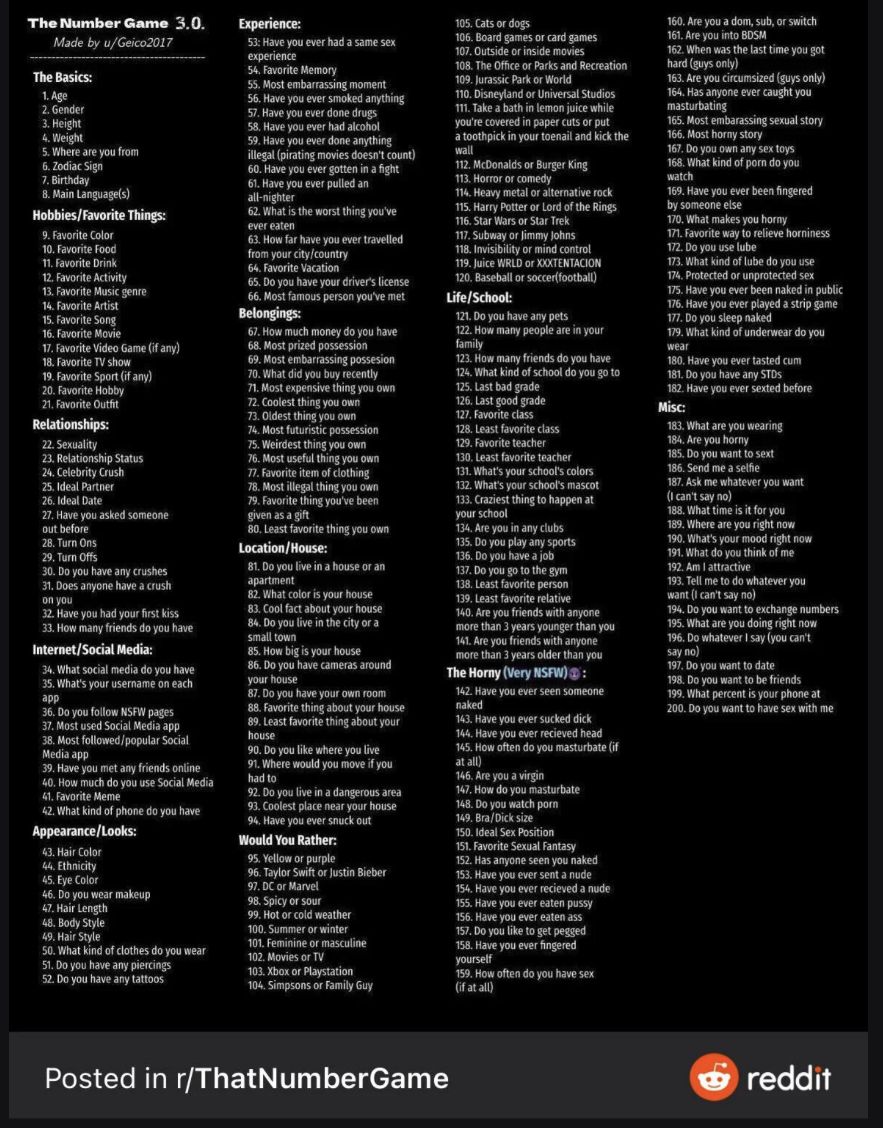 The Number Game 3.0.
Made by u/Geico2017
The Basics:
1. Age
2. Gender
3. Height
4. Weight
5. Where are you from
6. Zodiac Sign
7. Birthday
8. Main Language(s)
Hobbies/Favorite Things:
9. Favorite Color
10. Favorite Food
11. Favorite Drink
12. Favorite Activity
13. Favorite Music genre
14. Favorite Artist
15. Favorite Song
16. Favorite Movie
17. Favorite Video Game (if any)
18. Favorite TV show
19. Favorite Sport (if any)
20. Favorite Hobby
21. Favorite Outfit
Relationships:
22. Sexuality
23. Relationship Status
24. Celebrity Crush
25. Ideal Partner
26. Ideal Date
27. Have you asked someone
out before
28. Turn Ons
29. Turn Offs
30. Do you have any crushes
31. Does anyone have a crush
on you
32. Have you had your first kiss
33. How many friends do you have
Internet/Social Media:
34. What social media do you have
35. What's your username on each
app
36. Do you follow NSFW pages
37. Most used Social Media app
38. Most followed/popular Social
Media app
39. Have you met any friends online
40. How much do you use Social Media
41. Favorite Meme
42. What kind of phone do you have
Appearance/Looks:
43. Hair Color
44. Ethnicity
45. Eye Color
46. Do you wear makeup
47. Hair Length
48. Body Style
49. Hair Style
50. What kind of clothes do you wear
51. Do you have any piercings
52. Do you have any tattoos
Experience:
53: Have you ever had a same sex
experience
54. Favorite Memory
55. Most embarrassing moment
56. Have you ever smoked anything
57. Have you ever done drugs
58. Have you ever had alcohol
59. Have you ever done anything
illegal (pirating movies doesn't count)
60. Have you ever gotten in a fight
61. Have you ever pulled an
all-nighter
62. What is the worst thing you've
ever eaten
63. How far have you ever travelled
from your city/country
64. Favorite Vacation
65. Do you have your driver's license
66. Most famous person you've met
Belongings:
67. How much money do you have
68. Most prized possession
69. Most embarrassing possesion
70. What did you buy recently
71. Most expensive thing you own
72. Coolest thing you own
73. Oldest thing you own
74. Most futuristic possession
75. Weirdest thing you own
76. Most useful thing you own
77. Favorite item of clothing
78. Most illegal thing you own
79. Favorite thing you've been
given as a gift
80. Least favorite thing you own
Location/House:
81. Do you live in a house or an
apartment
82. What color is your house
83. Cool fact about your house
84. Do you live in the city or a
small town
85. How big is your house
86. Do you have cameras around
your house
87. Do you have your own room
88. Favorite thing about your house
89. Least favorite thing about your
house
90. Do you like where you live
91. Where would you move if you
had to
92. Do you live in a dangerous area
93. Coolest place near your house
94. Have you ever snuck out
Would You Rather:
95. Yellow or purple
96. Taylor Swift or Justin Bieber
97. DC or Marvel
98. Spicy or sour
99. Hot or cold weather
100. Summer or winter
101. Feminine or masculine
102. Movies or TV
103. Xbox or Playstation
104. Simpsons or Family Guy
105. Cats or dogs
106. Board games or card games
107. Outside or inside movies
108. The Office or Parks and Recreation
109. Jurassic Park or World
110. Disneyland or Universal Studios
111. Take a bath in lemon juice while
you're covered in paper cuts or put
a toothpick in your toenail and kick the
wall
112. McDonalds or Burger King
113. Horror or comedy
114. Heavy metal or alternative rock
115. Harry Potter or Lord of the Rings
116. Star Wars or Star Trek
117. Subway or Jimmy Johns
118. Invisibility or mind control
119. Juice WRLD or XXXTENTACION
120. Baseball or soccer(football)
Life/School:
121. Do you have any pets
122. How many people are in your
family
123. How many friends do you have
124. What kind of school do you go to
125. Last bad grade
126. Last good grade
127. Favorite class
128. Least favorite class
129. Favorite teacher
130. Least favorite teacher
131. What's your school's colors
132. What's your school's mascot
133. Craziest thing to happen at
your school
134. Are you in any clubs
135. Do you play any sports
136. Do you have a job
137. Do you go to the gym
138. Least favorite person
139. Least favorite relative
140. Are you friends with anyone
more than 3 years younger than you
141. Are you friends with anyone
more than 3 years older than you
The Horny (Very NSFW)😈:
142. Have you ever seen someone
naked
143. Have you ever sucked dick
144. Have you ever recieved head
145. How often do you masturbate (if
at all)
146. Are you a virgin
147. How do you masturbate
148. Do you watch porn
149. Bra/Dick size
150. Ideal Sex Position
151. Favorite Sexual Fantasy
152. Has anyone seen you naked
153. Have you ever sent a nude
154. Have you ever recieved a nude
155. Have you ever eaten pussy
156. Have you ever eaten ass
157. Do you like to get pegged
158. Have you ever fingered
yourself
159. How often do you have sex
(if at all)
160. Are you a dom, sub, or switch
161. Are you into BDSM
162. When was the last time you got
hard (guys only)
163. Are you circumsized (guys only)
164. Has anyone ever caught you
masturbating
165. Most embarassing sexual story
166. Most horny story
167. Do you own any sex toys
168. What kind of porn do you
watch
169. Have you ever been fingered
by someone else
170. What makes you horny
171. Favorite way to relieve horniness
172. Do you use lube
173. What kind of lube do you use
174. Protected or unprotected sex
175. Have you ever been naked in public
176. Have you ever played a strip game
177. Do you sleep naked
179. What kind of underwear do you
wear
180. Have you ever tasted cum
181. Do you have any STDs
182. Have you ever sexted before
Misc:
183. What are you wearing
184. Are you horny
185. Do you want to sext
186. Send me a selfie
187. Ask me whatever you want
(I can't say no)
188. What time is it for you
189. Where are you right now
190. What's your mood right now
191. What do you think of me
192. Am I attractive
193. Tell me to do whatever you
want (I can't say no)
194. Do you want to exchange numbers
195. What are you doing right now
196. Do whatever I say (you can't
say no)
197. Do you want to date
198. Do you want to be friends
199. What percent is your phone at
200. Do you want to have sex with me
Posted in r/ThatNumberGame
reddit